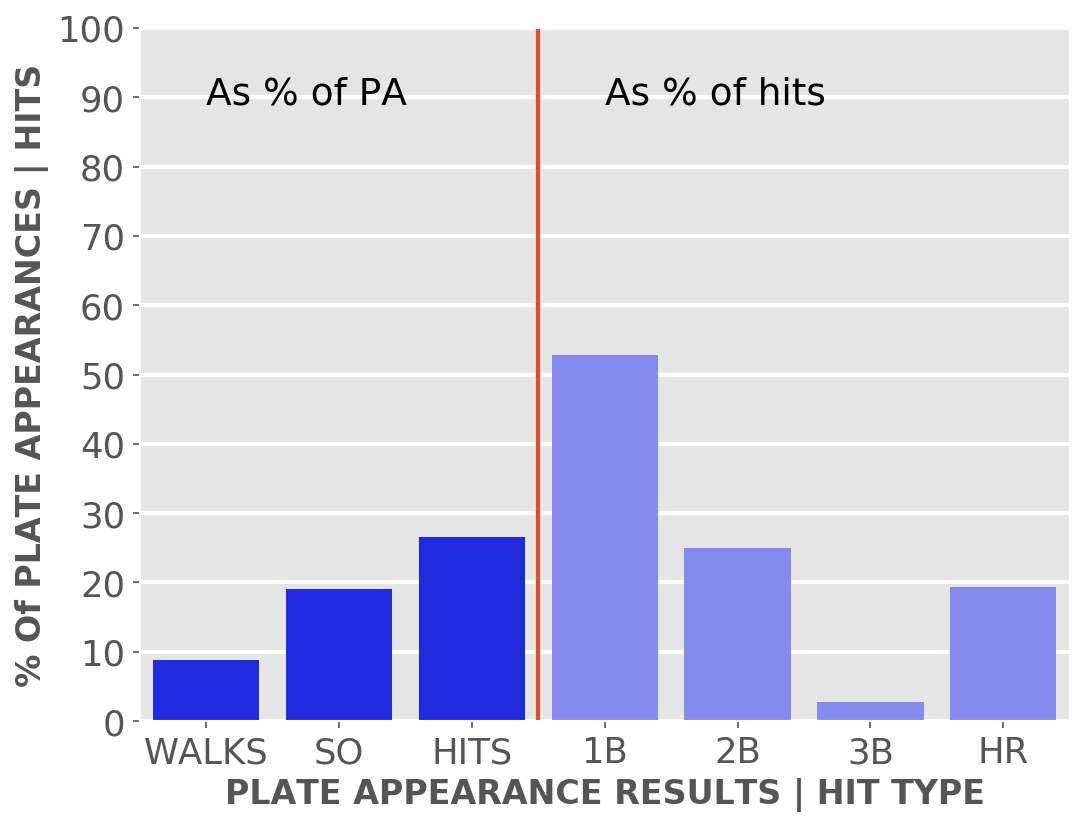 100
90
80
70
60
50
40
30
20
10
0
% Of PLATE APPEARANCES | HITS
As % of PA
As % of hits
WALKS SO HITS 1B 2B 3B HR
PLATE APPEARANCE RESULTS | HIT TYPE